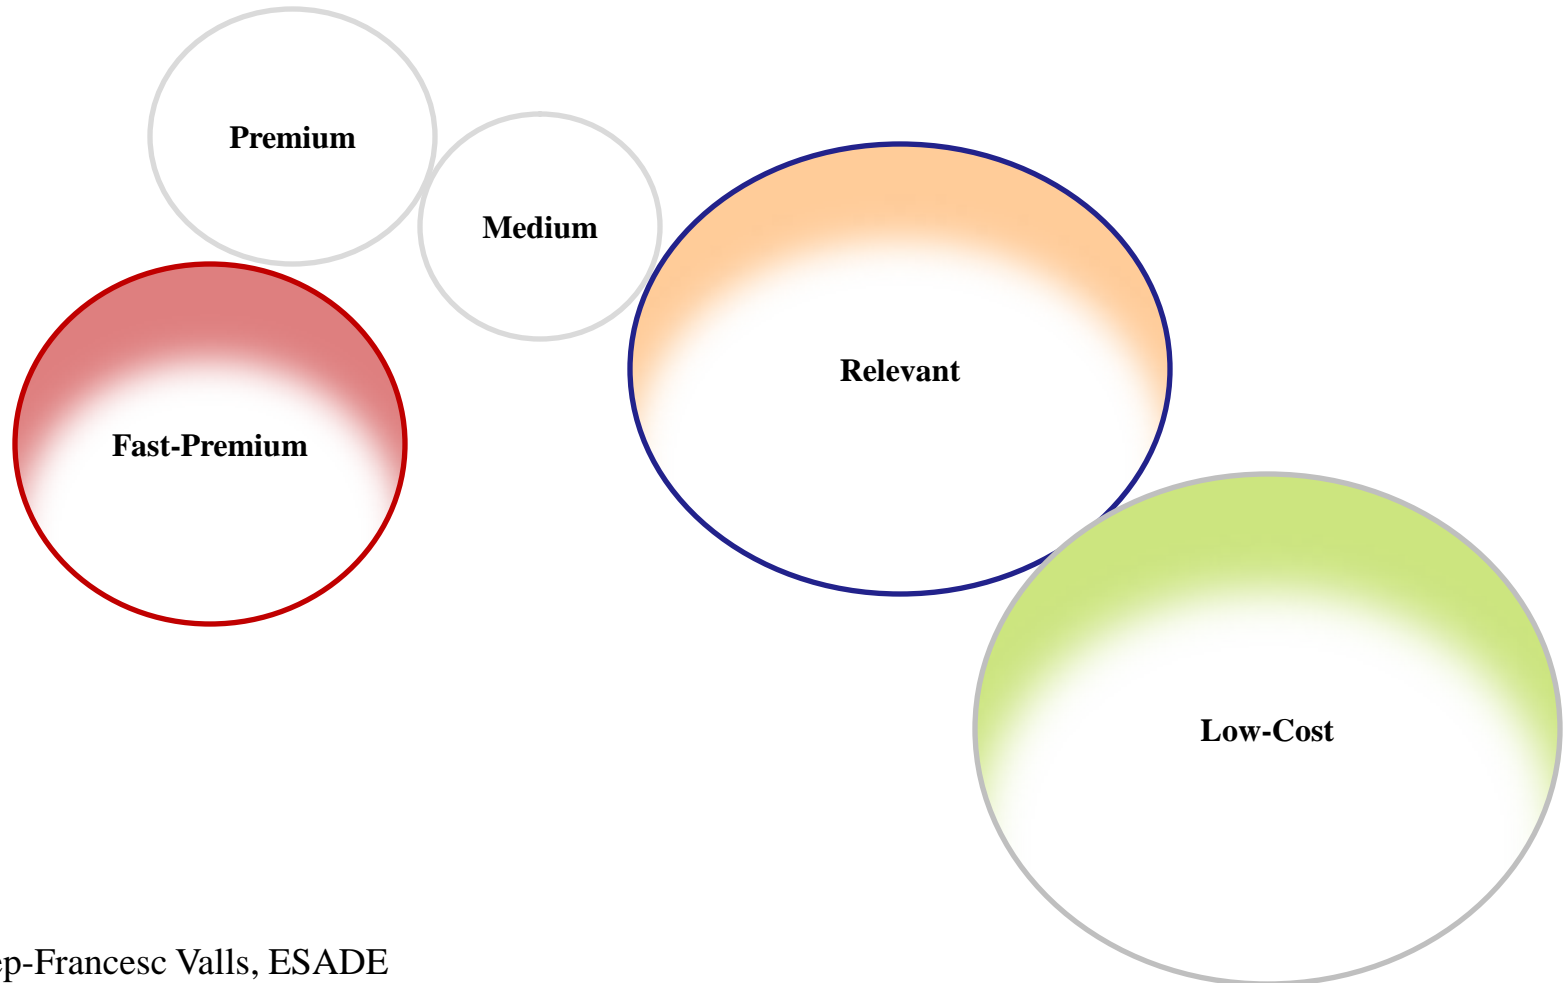 Premium
Medium
Relevant
Fast-Premium
Low-Cost
ep-Francesc Valls, ESADE